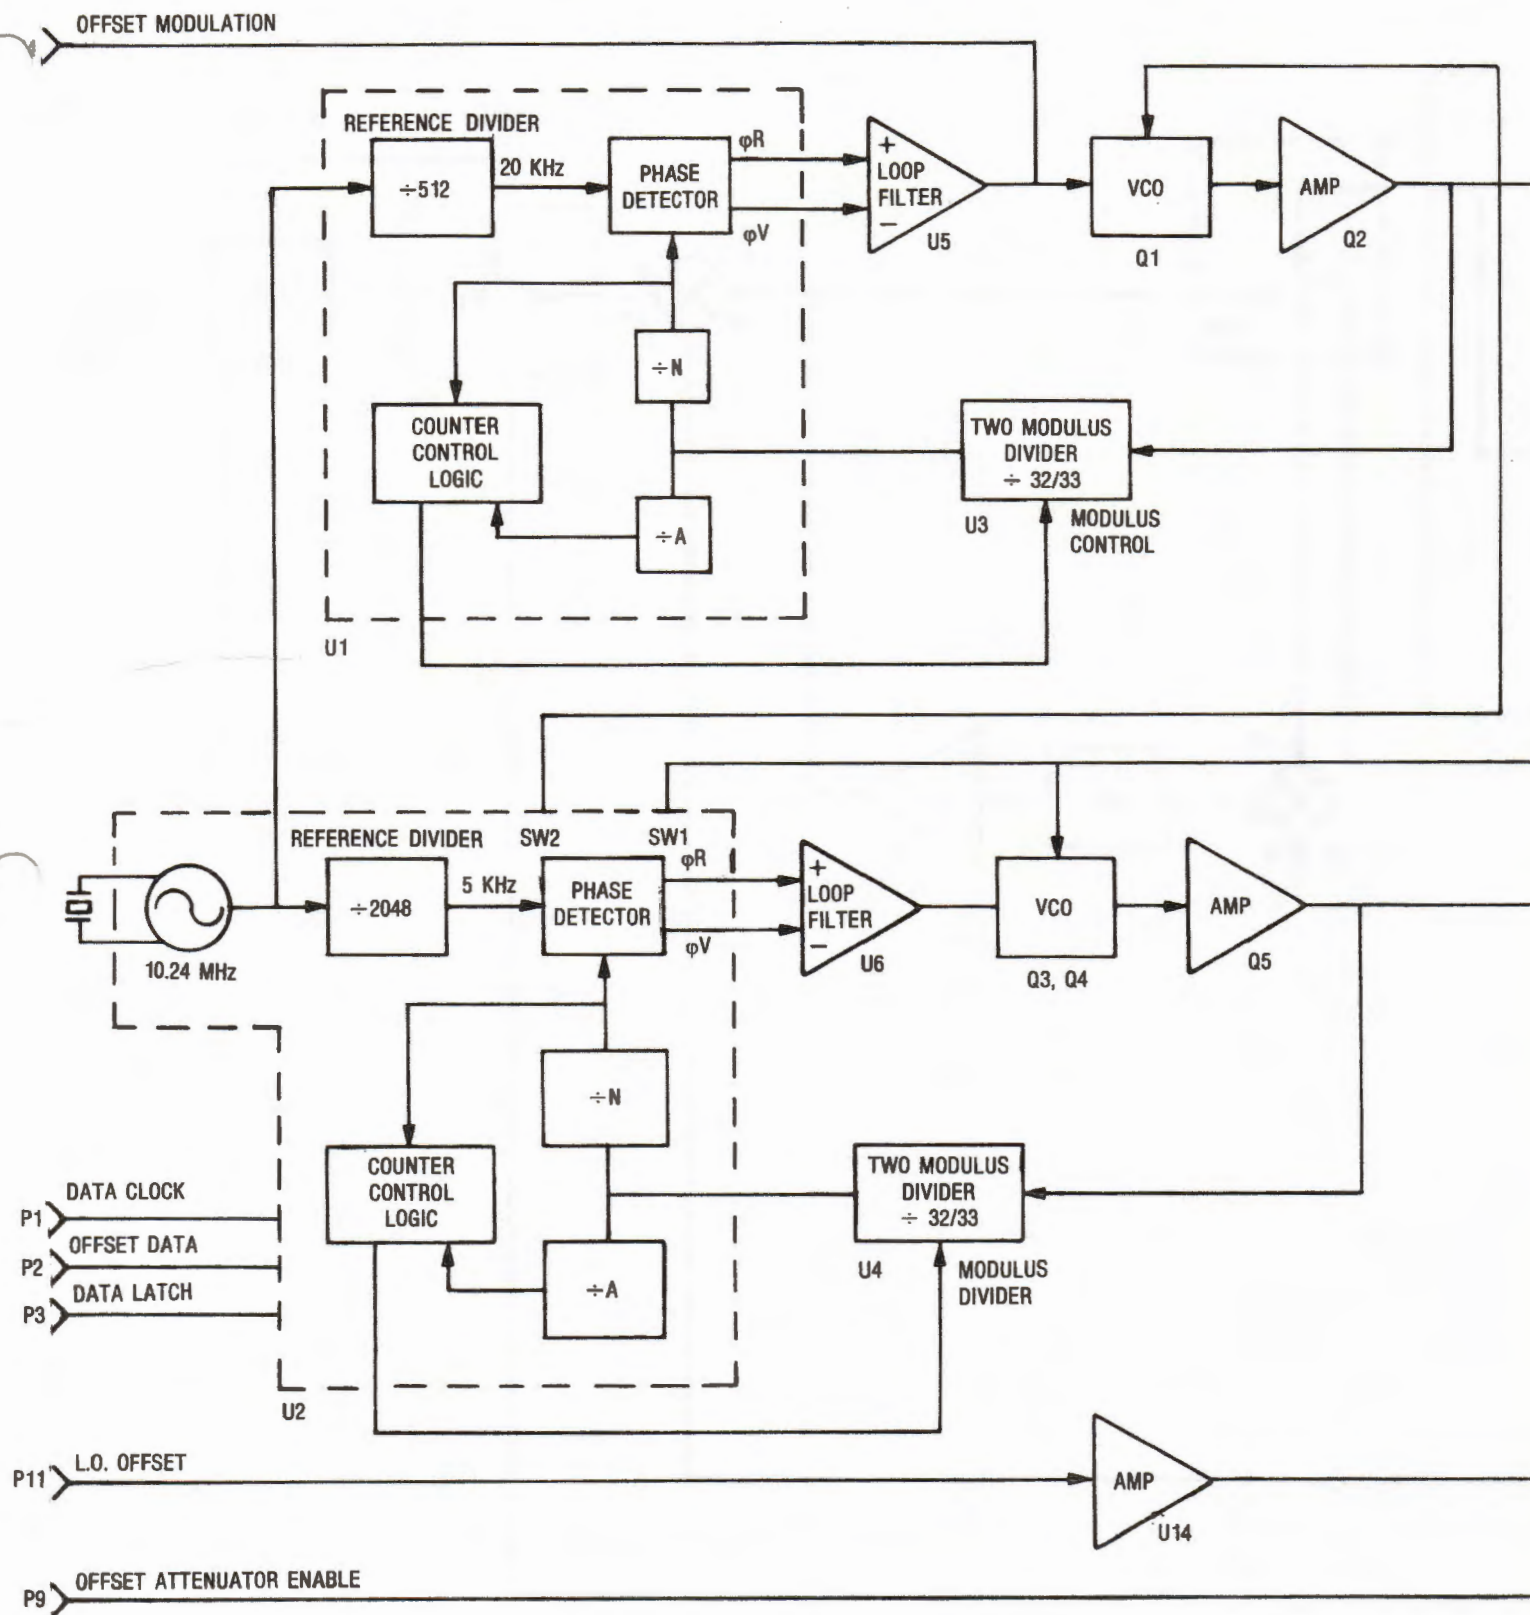 OFFSET MODULATION
REFERENCE DIVIDER
÷512
20 KHz
PHASE
DETECTOR
φR
φV
+
LOOP
FILTER
−
U5
VCO
Q1
AMP
Q2
÷N
COUNTER
CONTROL
LOGIC
÷A
TWO MODULUS
DIVIDER
÷ 32/33
U3
MODULUS
CONTROL
U1
10.24 MHz
REFERENCE DIVIDER
÷2048
5 KHz
SW2
SW1
PHASE
DETECTOR
φR
φV
+
LOOP
FILTER
−
U6
VCO
Q3, Q4
AMP
Q5
÷N
COUNTER
CONTROL
LOGIC
÷A
TWO MODULUS
DIVIDER
÷ 32/33
U4
MODULUS
DIVIDER
P1
DATA CLOCK
P2
OFFSET DATA
P3
DATA LATCH
U2
P11
L.O. OFFSET
AMP
U14
P9
OFFSET ATTENUATOR ENABLE